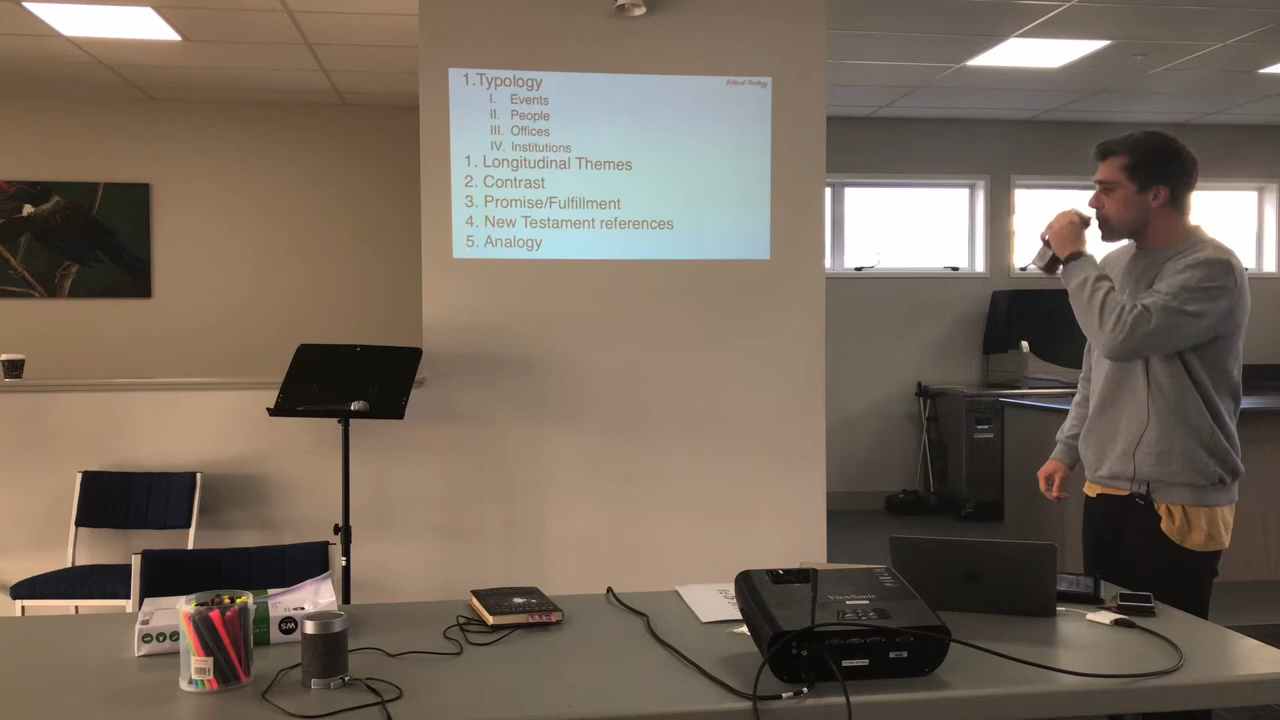 1.Typology
Biblical Theology
I. Events
II. People
III. Offices
IV. Institutions
1. Longitudinal Themes
2. Contrast
3. Promise/Fulfillment
4. New Testament references
5. Analogy
ViewSonic
WS